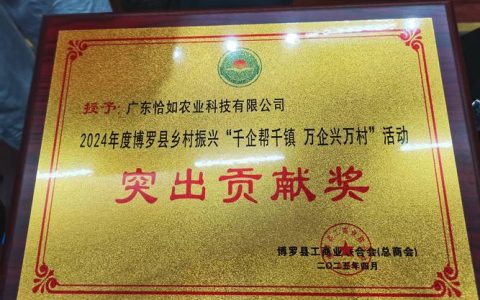 授予：广东恰如农业科技有限公司
2024年度博罗县乡村振兴“千企帮千镇 万企兴万村”活动
突出贡献奖
博罗县工商业联合会(总商会)
二〇二五年四月